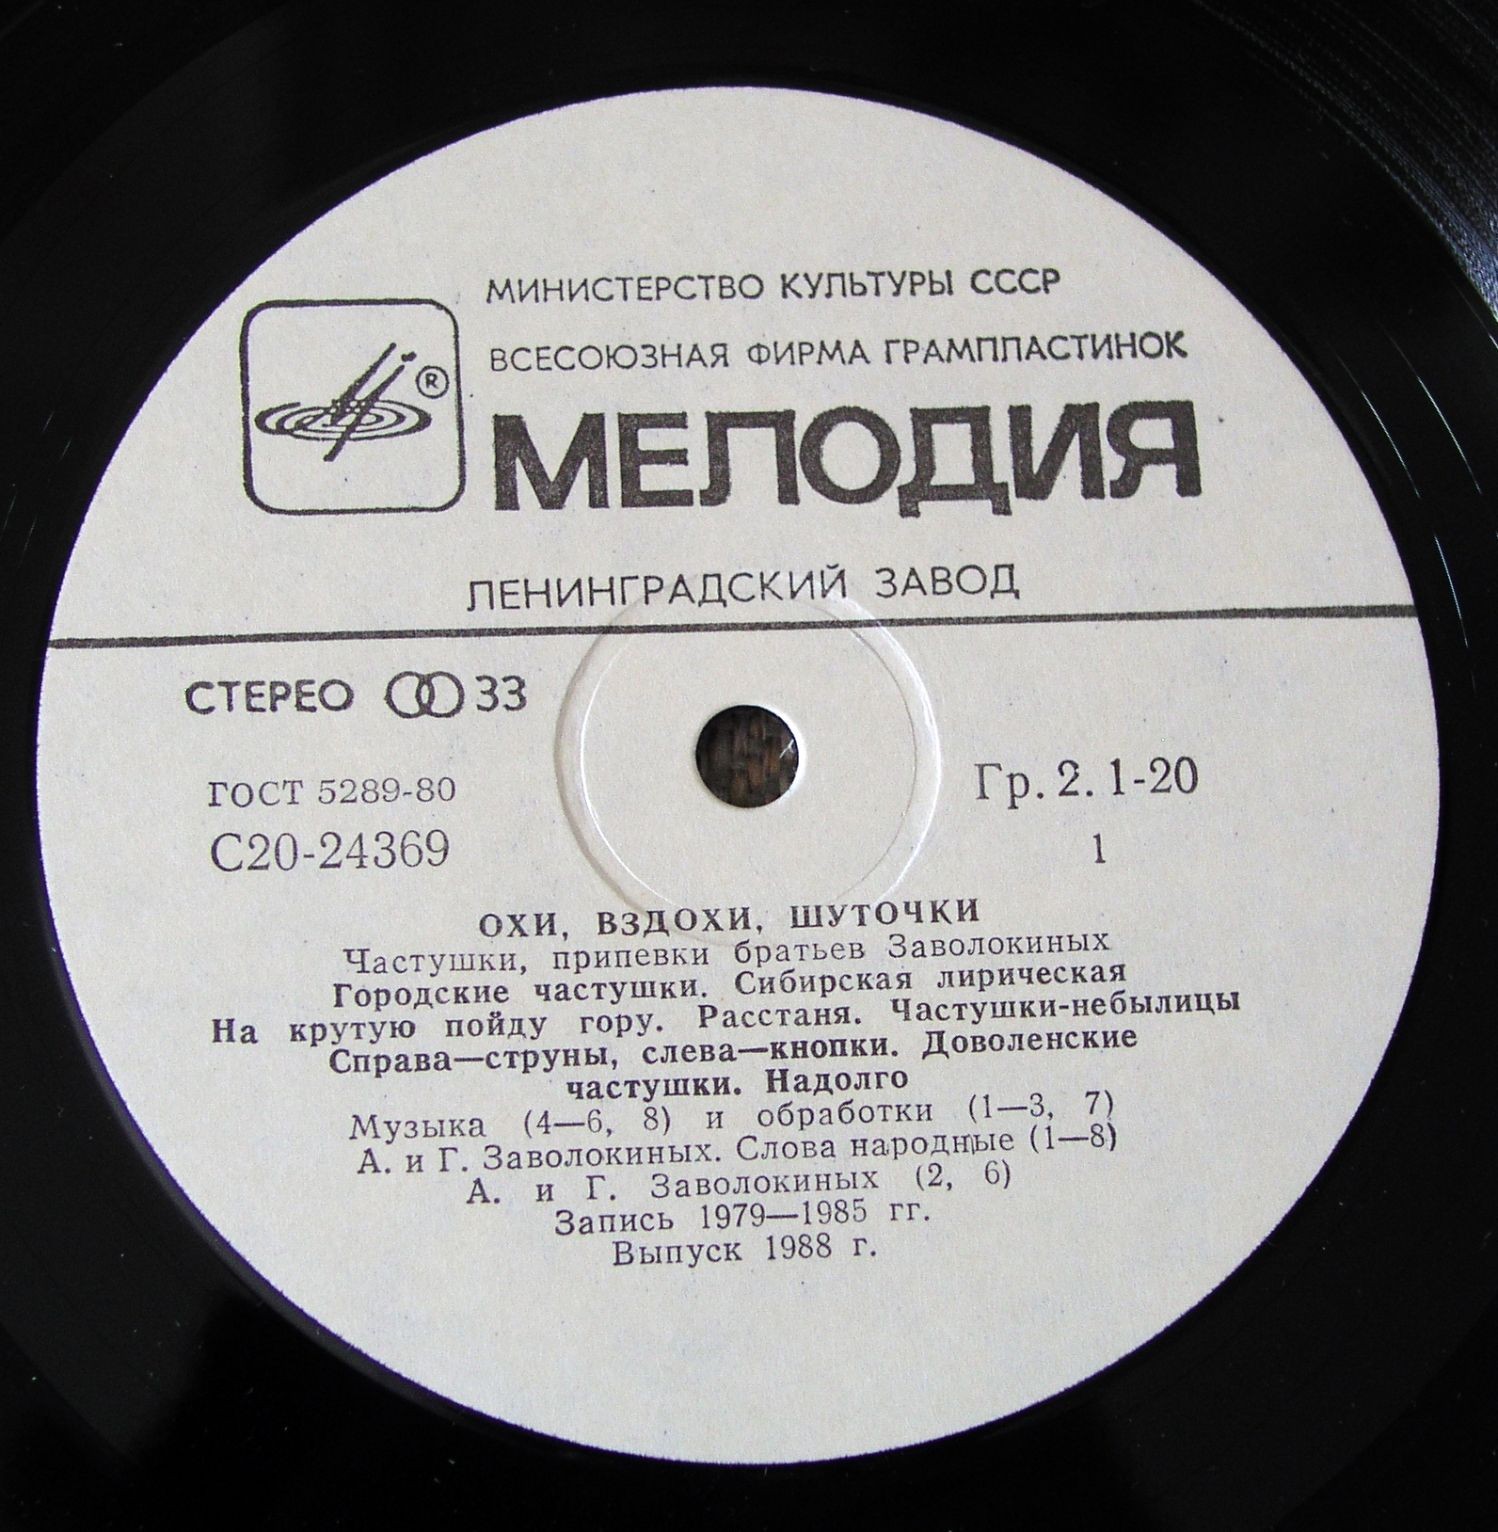 МИНИСТЕРСТВО КУЛЬТУРЫ СССР
ВСЕСОЮЗНАЯ ФИРМА ГРАМПЛАСТИНОК
®
МЕЛОДИЯ
ЛЕНИНГРАДСКИЙ ЗАВОД
СТЕРЕО 33
ГОСТ 5289-80
Гр. 2. 1-20
С20-24369
1
ОХИ, ВЗДОХИ, ШУТОЧКИ
Частушки, припевки братьев Заволокиных
Городские частушки. Сибирская лирическая
На крутую пойду гору. Расстаня. Частушки-небылицы
Справа—струны, слева—кнопки. Доволенские
частушки. Надолго
Музыка (4—6, 8) и обработки (1—3, 7)
А. и Г. Заволокиных. Слова народные (1—8)
А. и Г. Заволокиных (2, 6)
Запись 1979—1985 гг.
Выпуск 1988 г.